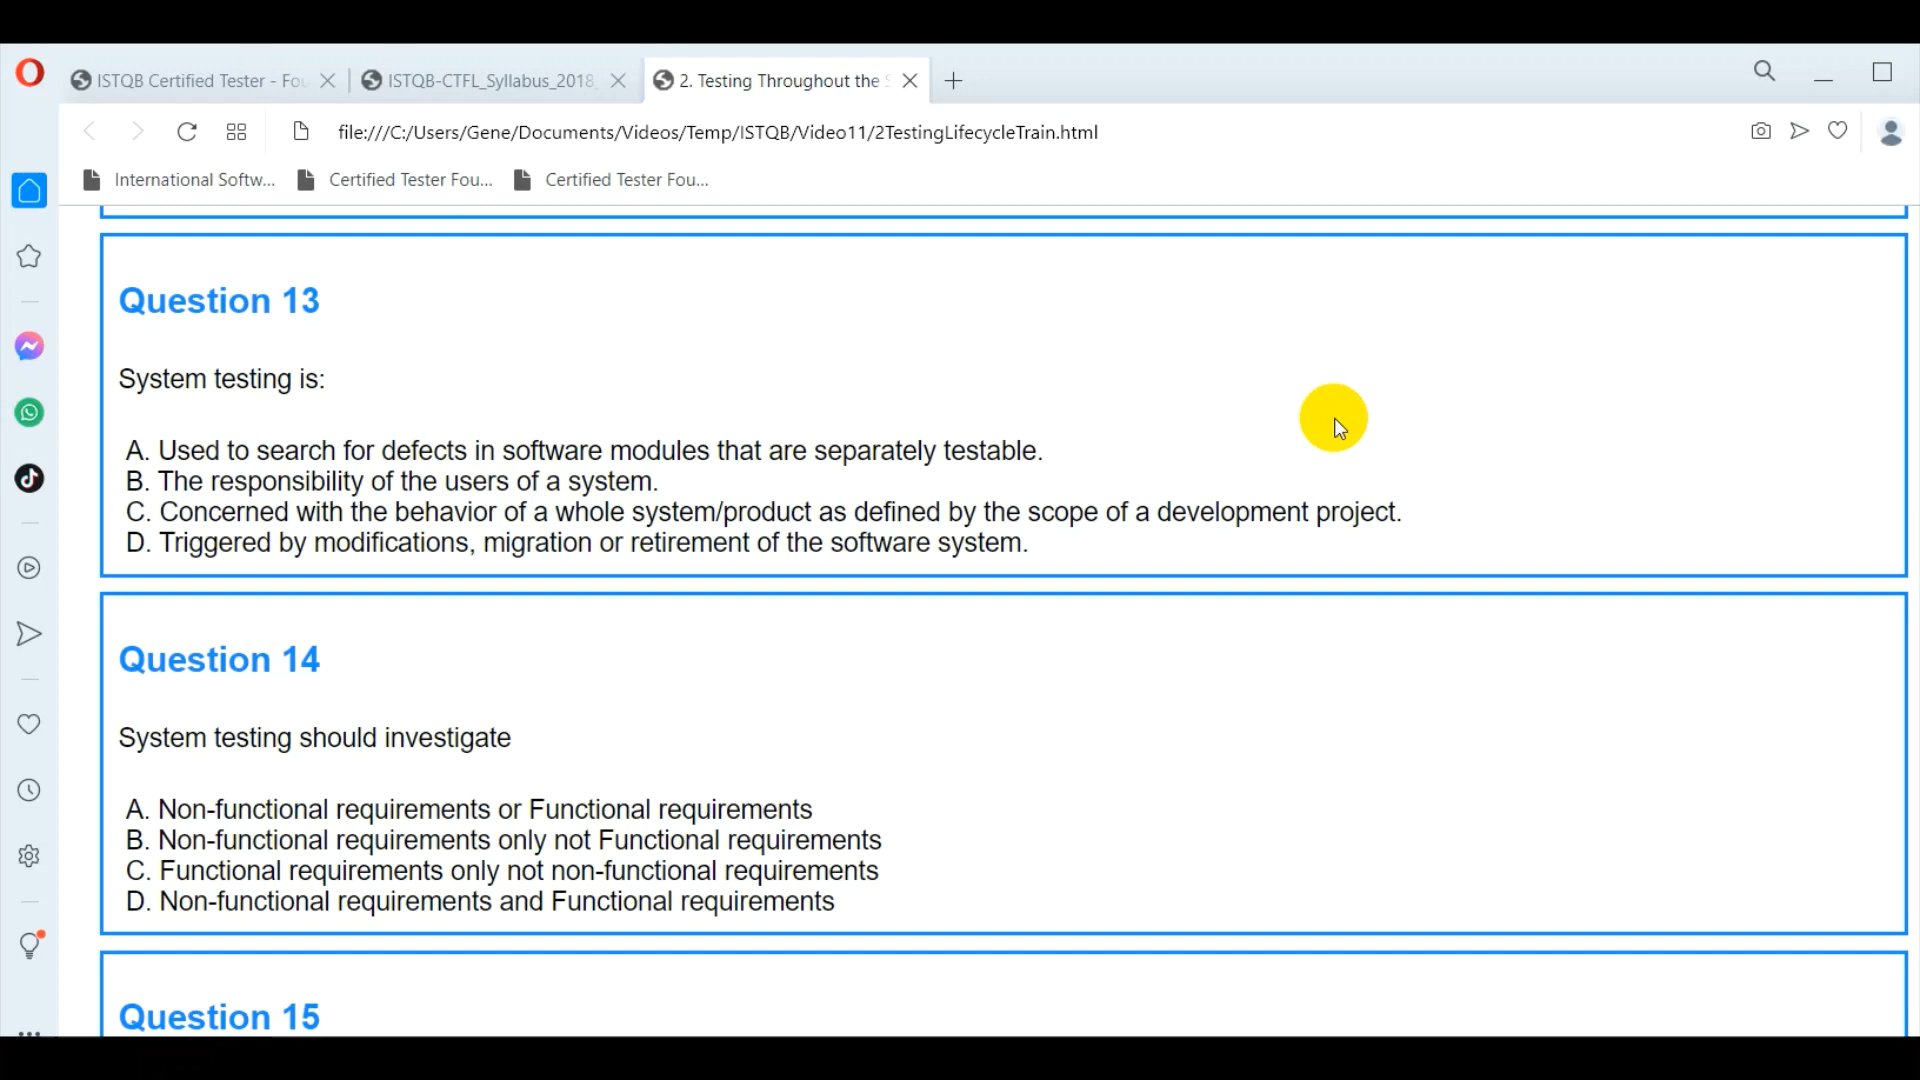 ISTQB Certified Tester - Fou
ISTQB-CTFL_Syllabus_2018_
2. Testing Throughout the S
file:///C:/Users/Gene/Documents/Videos/Temp/ISTQB/Video11/2TestingLifecycleTrain.html
International Softw...
Certified Tester Fou...
Certified Tester Fou...
Question 13
System testing is:
A. Used to search for defects in software modules that are separately testable.
B. The responsibility of the users of a system.
C. Concerned with the behavior of a whole system/product as defined by the scope of a development project.
D. Triggered by modifications, migration or retirement of the software system.
Question 14
System testing should investigate
A. Non-functional requirements or Functional requirements
B. Non-functional requirements only not Functional requirements
C. Functional requirements only not non-functional requirements
D. Non-functional requirements and Functional requirements
Question 15